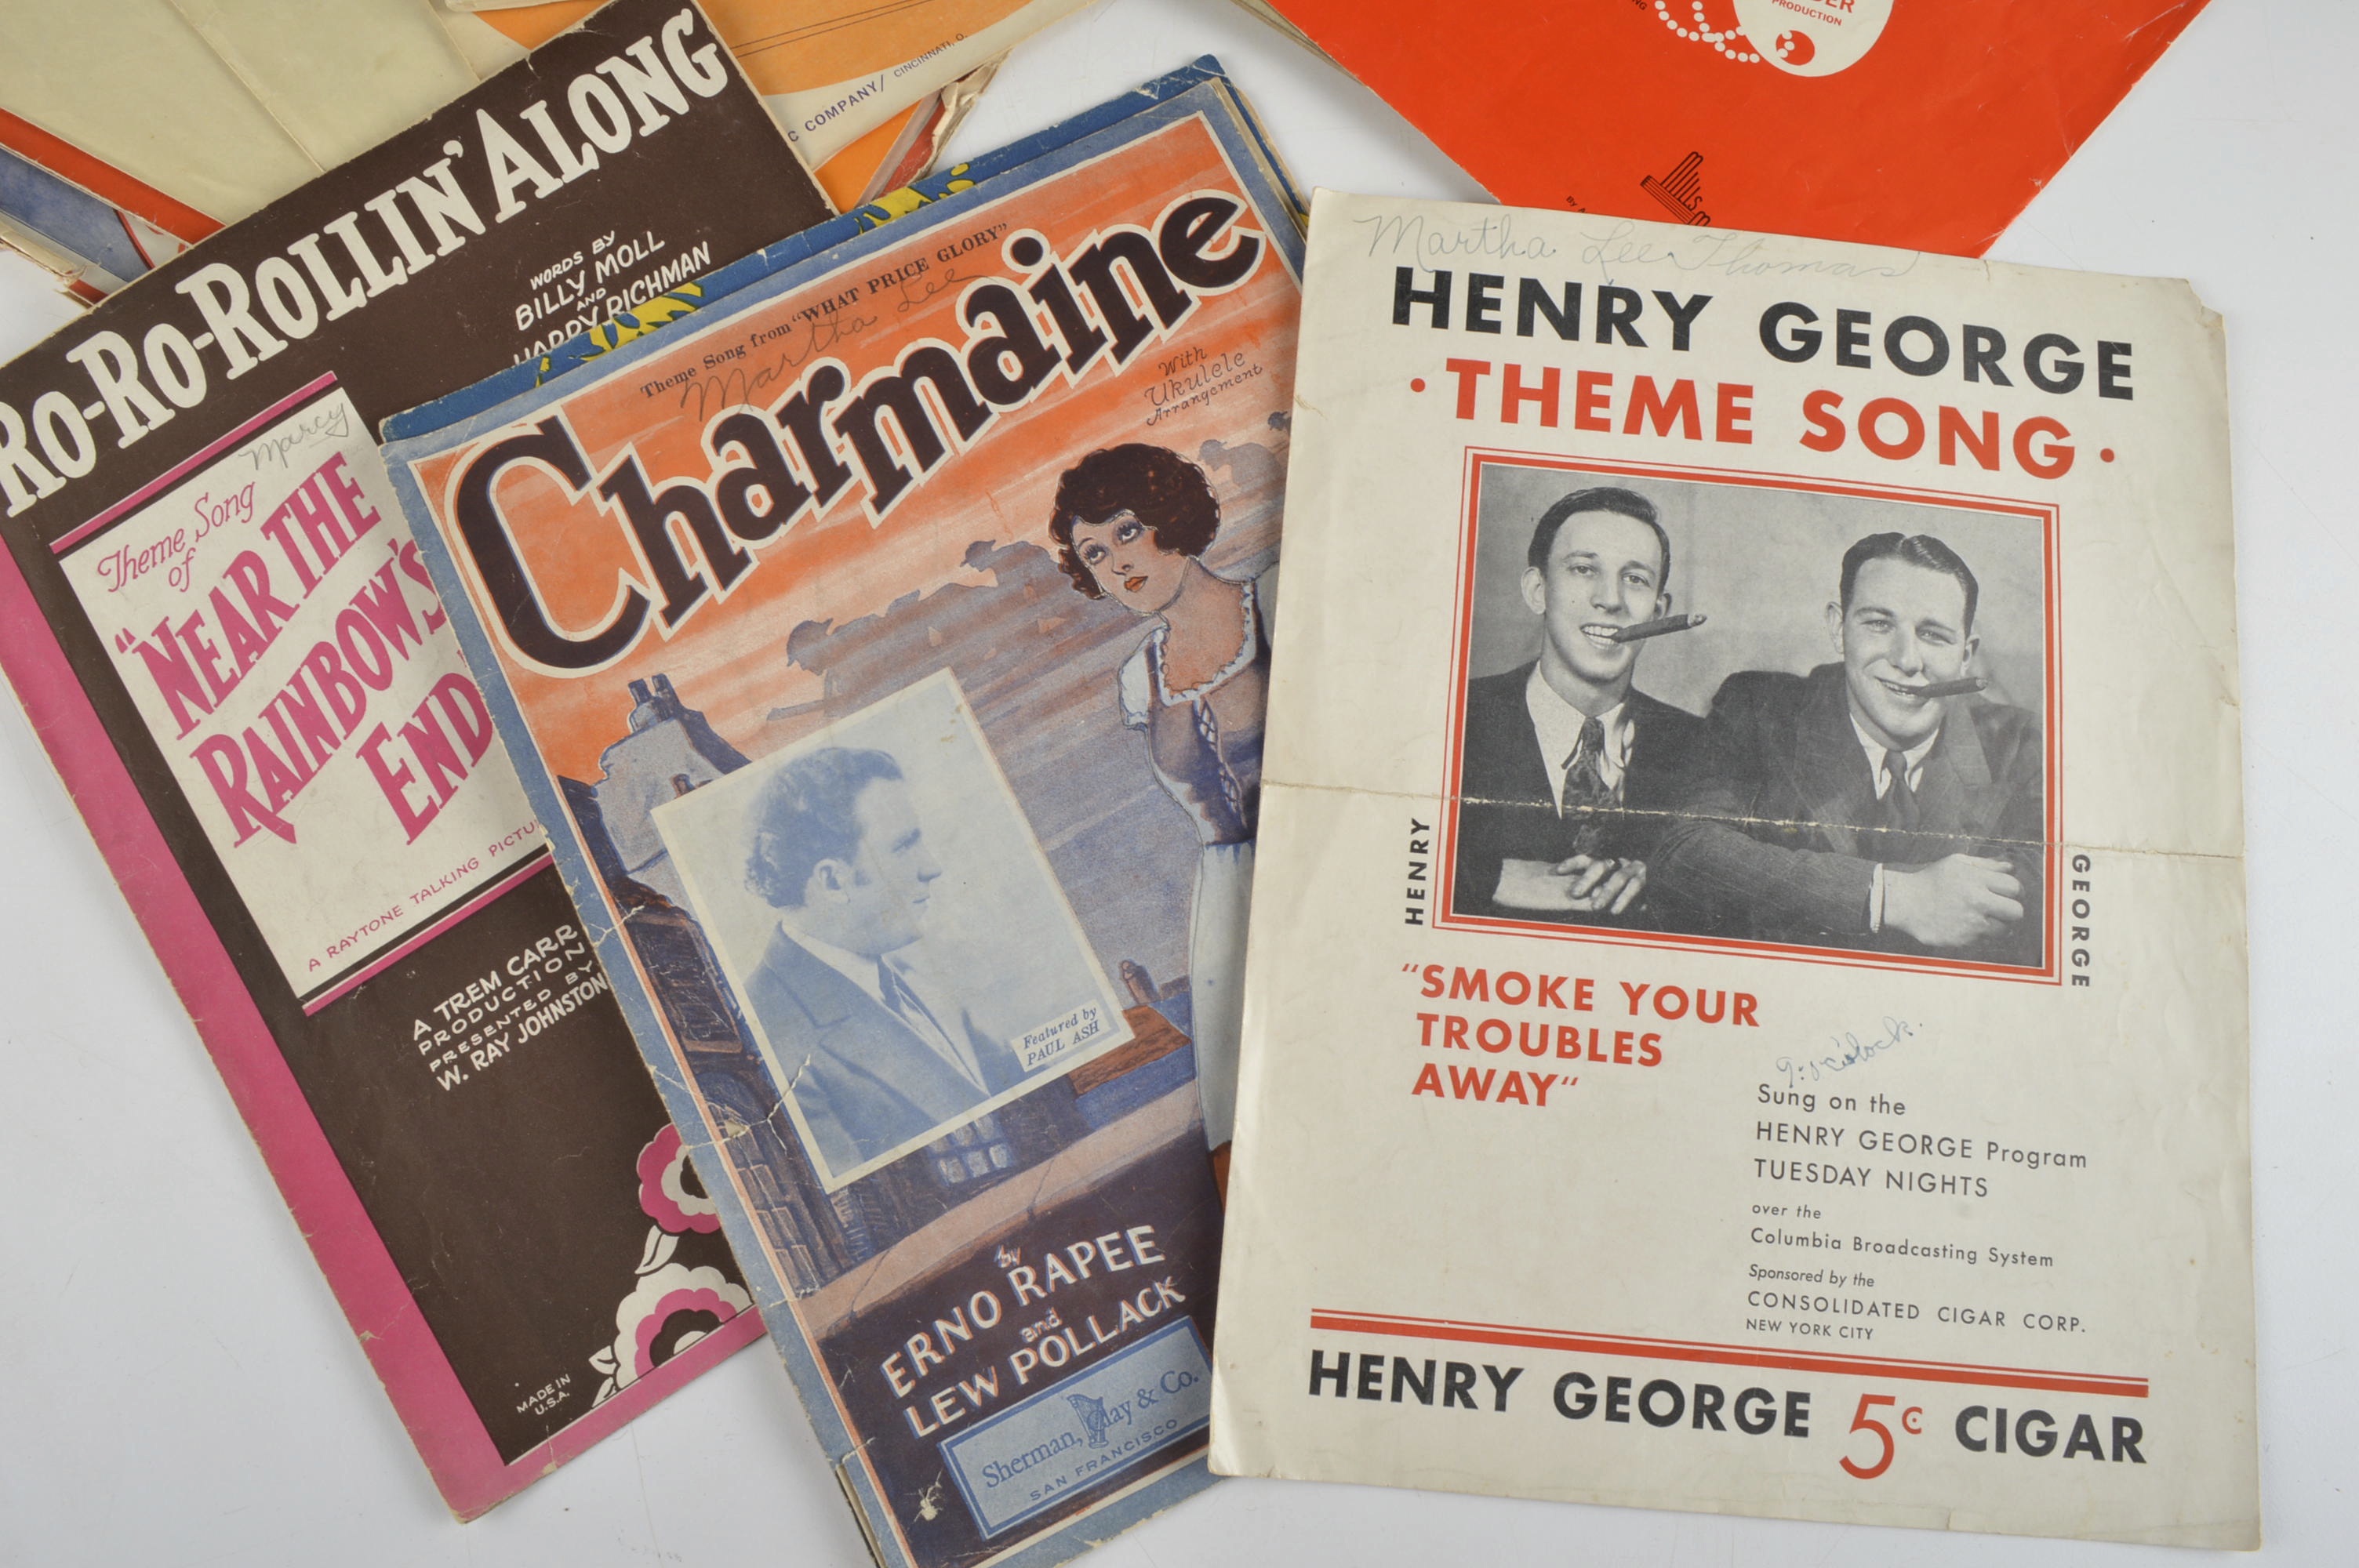 RO-RO-ROLLIN' ALONG
WORDS BY
BILLY MOLL
AND
HARRY RICHMAN
Marcy
Theme Song
of
"NEAR THE
RAINBOW'S
END
A RAYTONE TALKING PICTU
A TREM CARR
PRODUCTION
PRESENTED BY
W. RAY JOHNSTON
MADE IN
U.S.A.
C COMPANY/ CINCINNATI, O.
PRODUCTION
MILLS
Theme Song from "WHAT PRICE GLORY"
Martha Lee
Charmaine
With
Ukulele
Arrangement
Featured by
PAUL ASH
by
ERNO RAPEE
and
LEW POLLACK
Sherman, Clay & Co.
SAN FRANCISCO
Martha Lee Thomas
HENRY GEORGE
• THEME SONG •
HENRY
GEORGE
"SMOKE YOUR
TROUBLES
AWAY"
Sung on the
HENRY GEORGE Program
TUESDAY NIGHTS
over the
Columbia Broadcasting System
Sponsored by the
CONSOLIDATED CIGAR CORP.
NEW YORK CITY
HENRY GEORGE 5¢ CIGAR